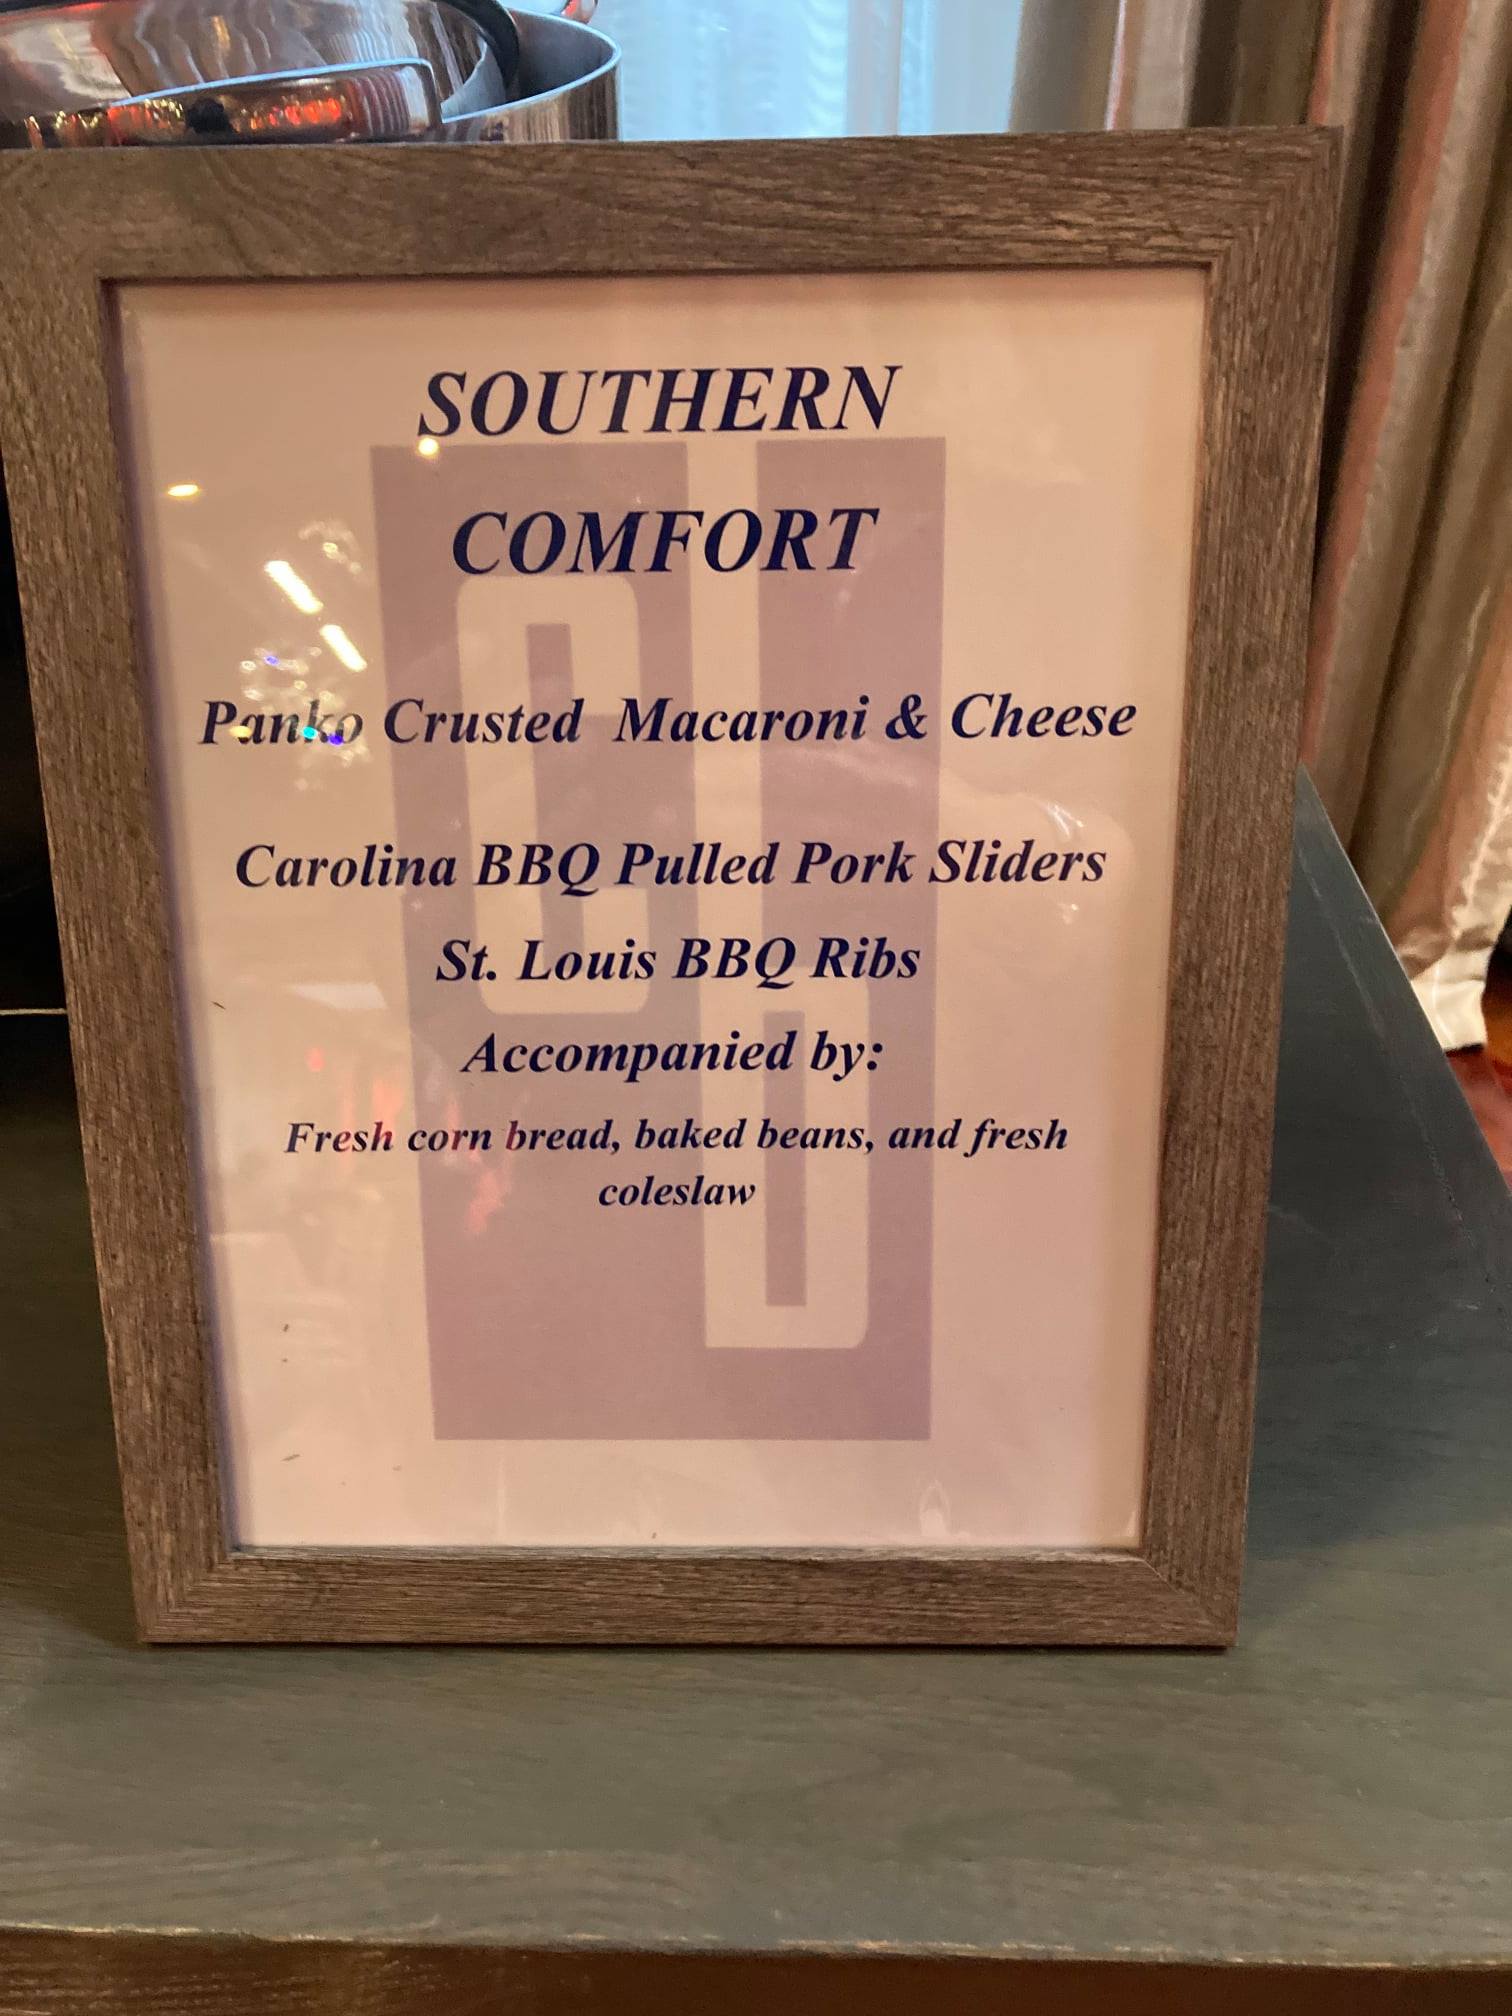 SOUTHERN
COMFORT
Panko Crusted Macaroni & Cheese
Carolina BBQ Pulled Pork Sliders
St. Louis BBQ Ribs
Accompanied by:
Fresh corn bread, baked beans, and fresh
coleslaw